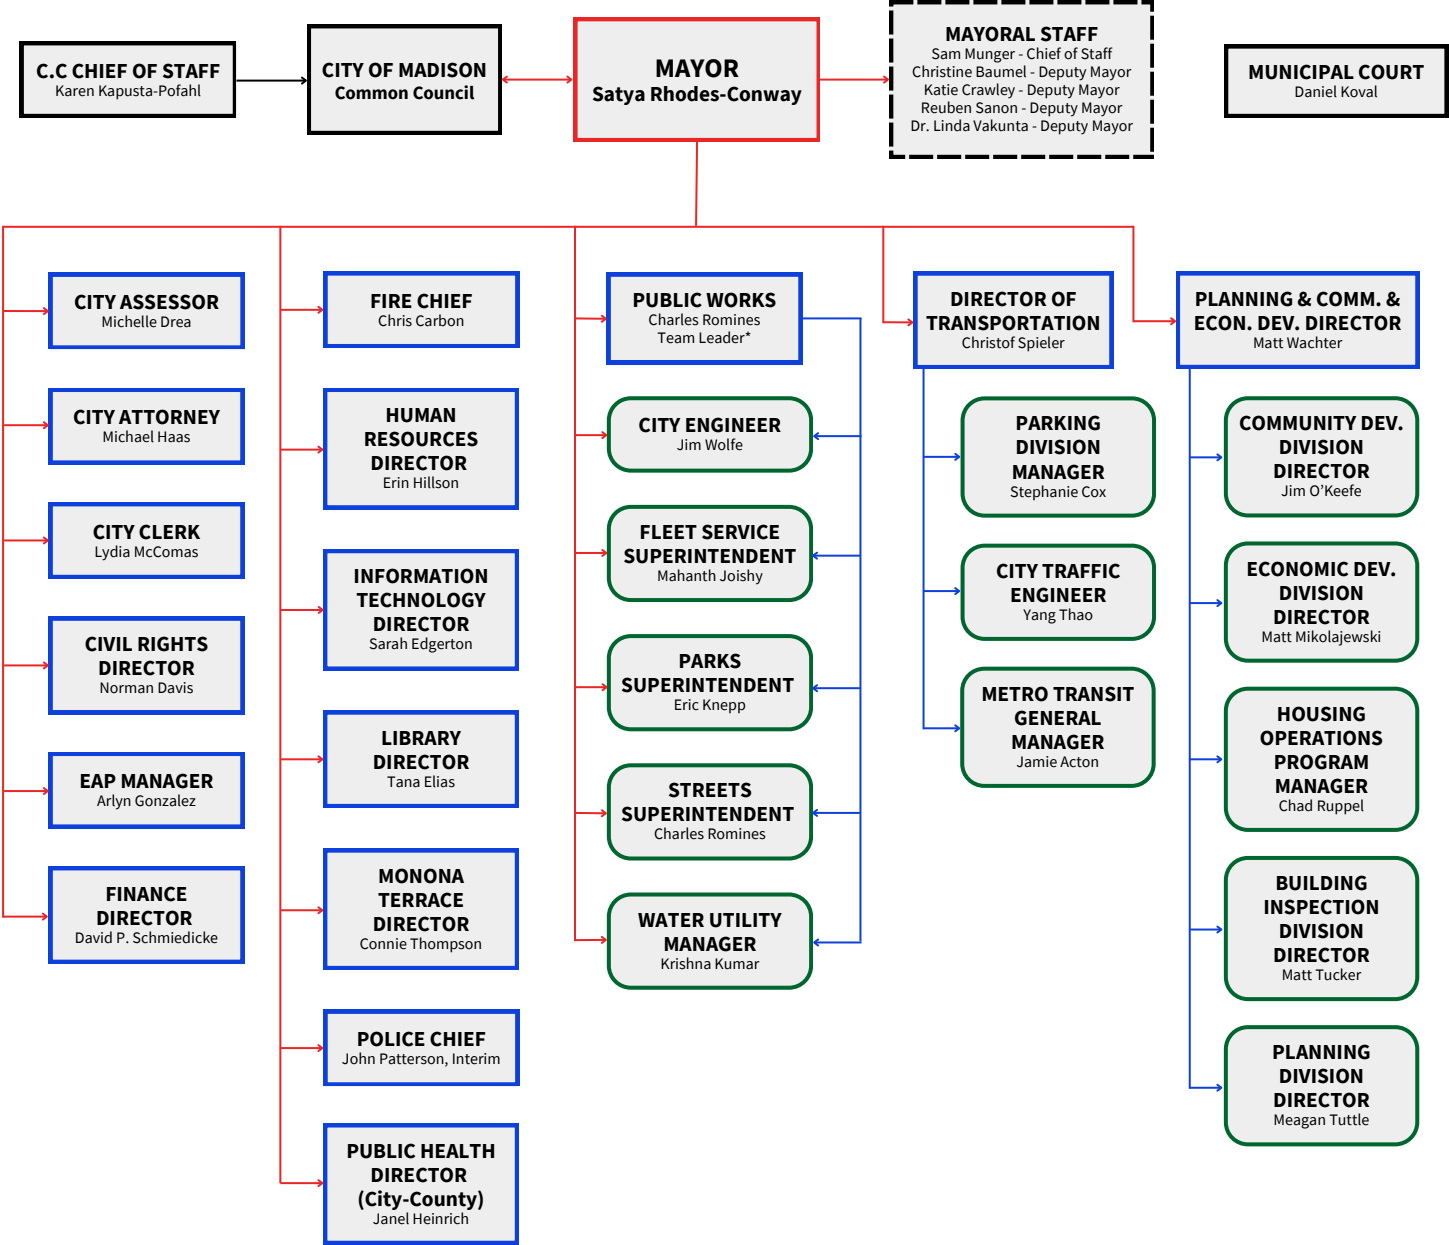 C.C CHIEF OF STAFF
Karen Kapusta-Pofahl
CITY OF MADISON
Common Council
MAYOR
Satya Rhodes-Conway
MAYORAL STAFF
Sam Munger - Chief of Staff
Christine Baumel - Deputy Mayor
Katie Crawley - Deputy Mayor
Reuben Sanon - Deputy Mayor
Dr. Linda Vakunta - Deputy Mayor
MUNICIPAL COURT
Daniel Koval
CITY ASSESSOR
Michelle Drea
CITY ATTORNEY
Michael Haas
CITY CLERK
Lydia McComas
CIVIL RIGHTS
DIRECTOR
Norman Davis
EAP MANAGER
Arlyn Gonzalez
FINANCE
DIRECTOR
David P. Schmiedicke
FIRE CHIEF
Chris Carbon
HUMAN
RESOURCES
DIRECTOR
Erin Hillson
INFORMATION
TECHNOLOGY
DIRECTOR
Sarah Edgerton
LIBRARY
DIRECTOR
Tana Elias
MONONA
TERRACE
DIRECTOR
Connie Thompson
POLICE CHIEF
John Patterson, Interim
PUBLIC HEALTH
DIRECTOR
(City-County)
Janel Heinrich
PUBLIC WORKS
Charles Romines
Team Leader*
CITY ENGINEER
Jim Wolfe
FLEET SERVICE
SUPERINTENDENT
Mahanth Joishy
PARKS
SUPERINTENDENT
Eric Knepp
STREETS
SUPERINTENDENT
Charles Romines
WATER UTILITY
MANAGER
Krishna Kumar
DIRECTOR OF
TRANSPORTATION
Christof Spieler
PARKING
DIVISION
MANAGER
Stephanie Cox
CITY TRAFFIC
ENGINEER
Yang Thao
METRO TRANSIT
GENERAL
MANAGER
Jamie Acton
PLANNING & COMM. &
ECON. DEV. DIRECTOR
Matt Wachter
COMMUNITY DEV.
DIVISION
DIRECTOR
Jim O’Keefe
ECONOMIC DEV.
DIVISION
DIRECTOR
Matt Mikolajewski
HOUSING
OPERATIONS
PROGRAM
MANAGER
Chad Ruppel
BUILDING
INSPECTION
DIVISION
DIRECTOR
Matt Tucker
PLANNING
DIVISION
DIRECTOR
Meagan Tuttle